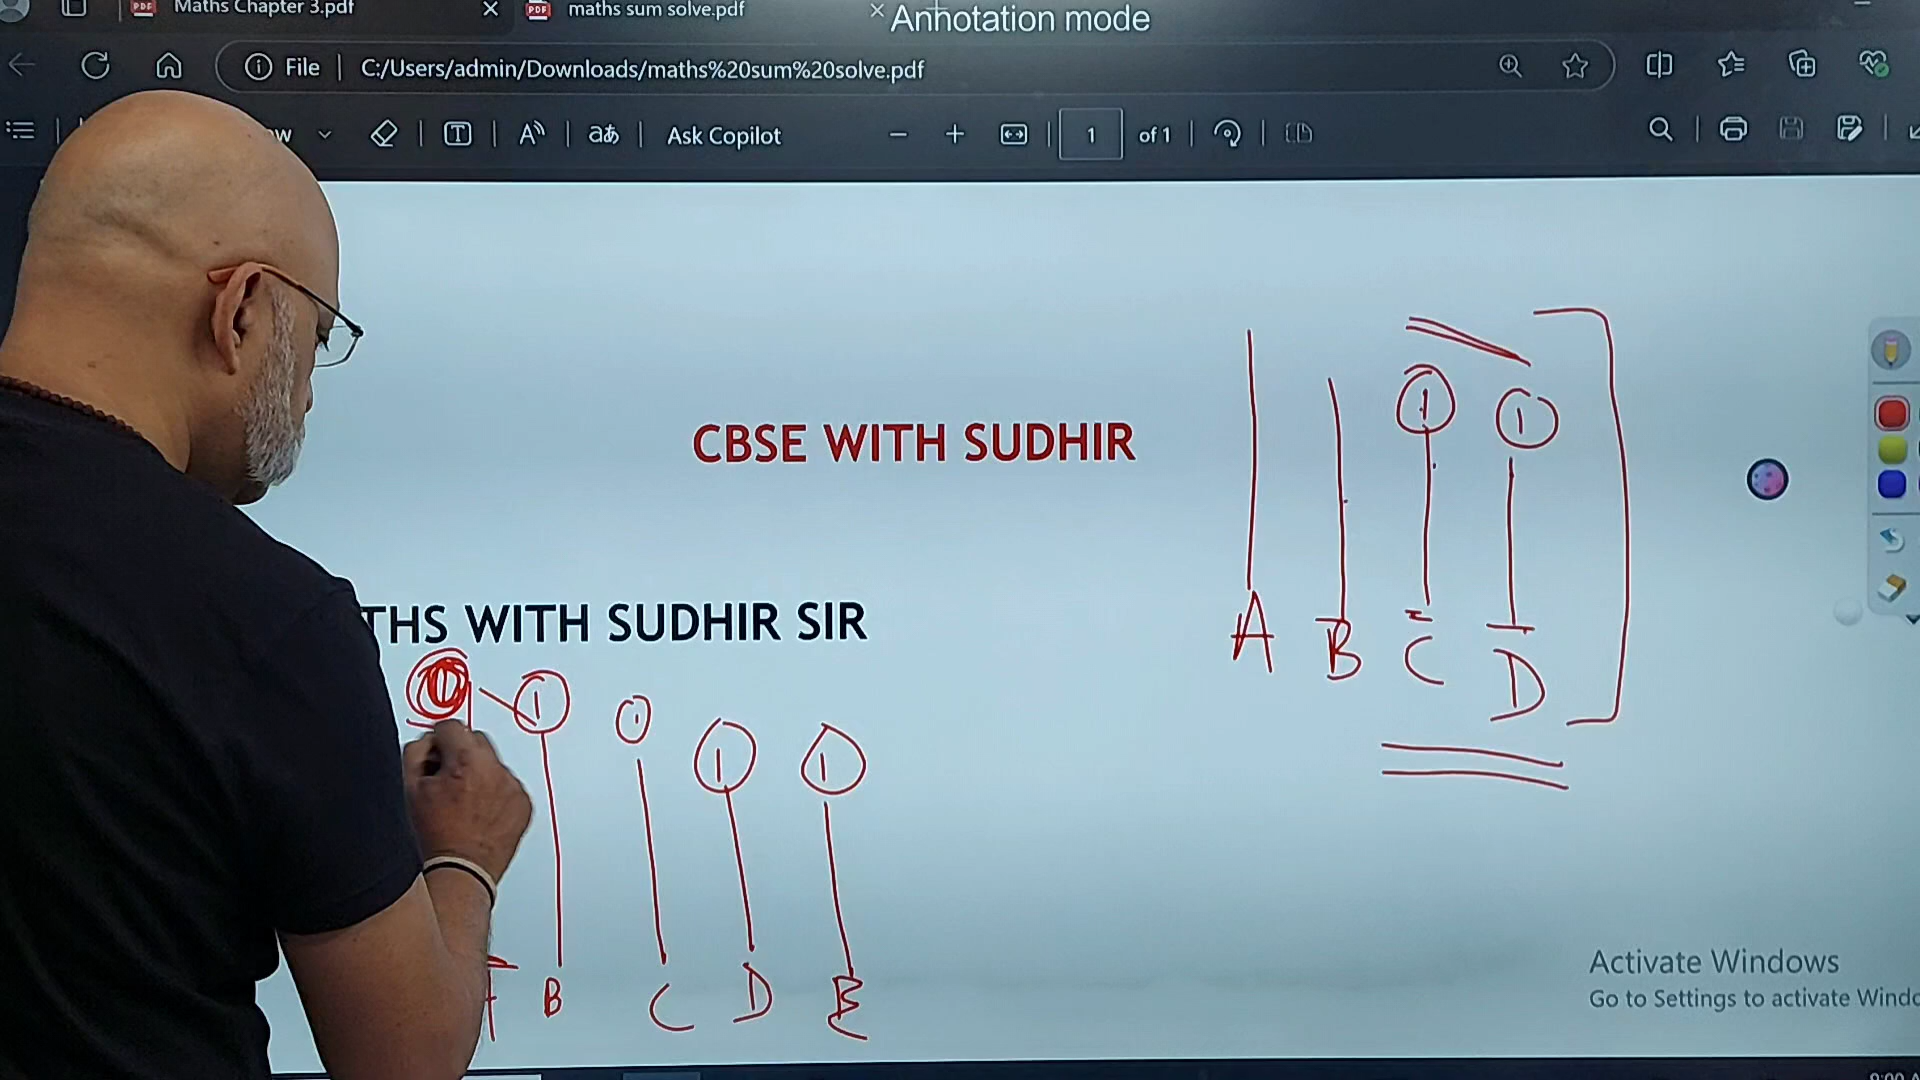 Maths Chapter 3.pdf
maths sum solve.pdf
Annotation mode
File
C:/Users/admin/Downloads/maths%20sum%20solve.pdf
aあ
Ask Copilot
1
of 1
CBSE WITH SUDHIR
1 1
A B C D
THS WITH SUDHIR SIR
1 1 1 1 1
B C D E
Activate Windows
Go to Settings to activate Windo